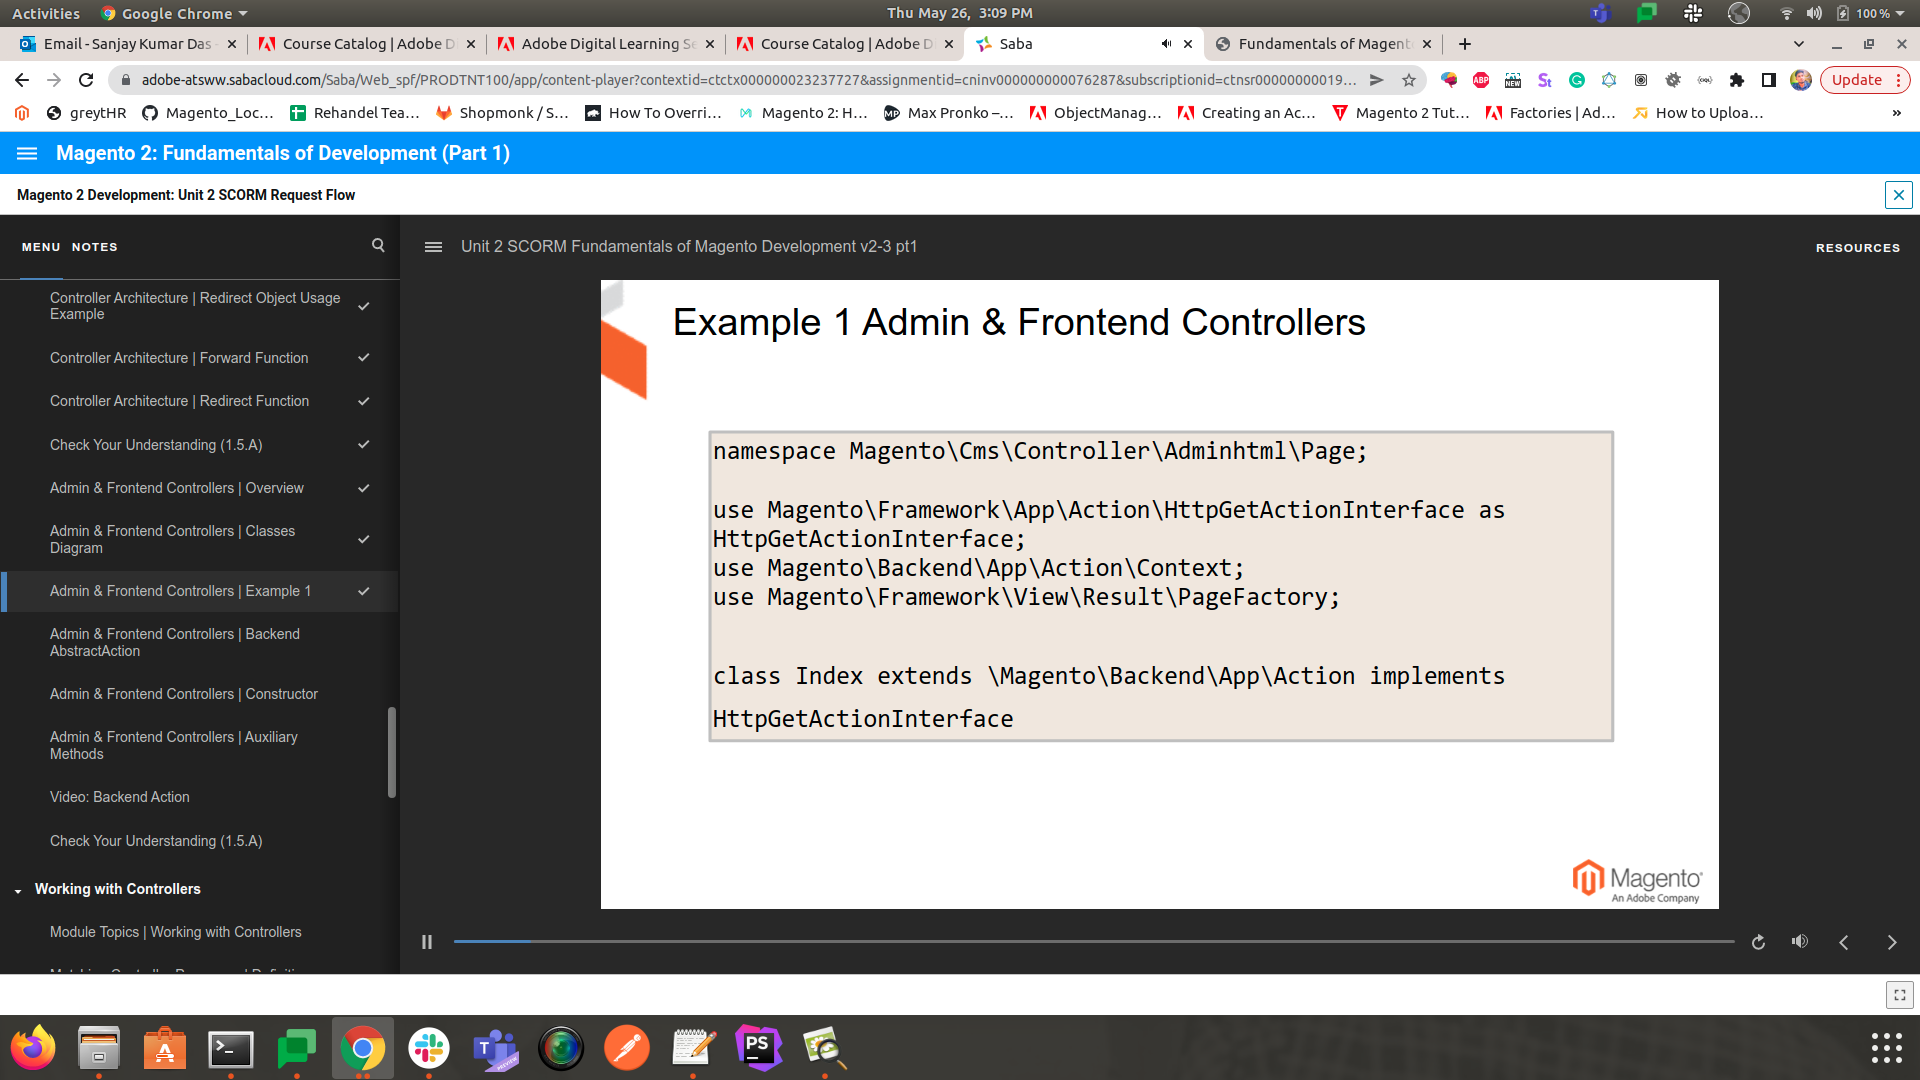 Activities
Google Chrome
Thu May 26, 3:09 PM
100 %
Email - Sanjay Kumar Das
Course Catalog | Adobe D
Adobe Digital Learning Se
Course Catalog | Adobe D
Saba
Fundamentals of Magent
adobe-atsww.sabacloud.com/Saba/Web_spf/PRODTNT100/app/content-player?contextid=ctctx000000023237727&assignmentid=cninv000000000076287&subscriptionid=ctnsr00000000019...
ABP
NEW
Update
greyTHR
Magento_Loc...
Rehandel Tea...
Shopmonk / S...
How To Overri...
Magento 2: H...
Max Pronko –...
ObjectManag...
Creating an Ac...
Magento 2 Tut...
Factories | Ad...
How to Uploa...
Magento 2: Fundamentals of Development (Part 1)
Magento 2 Development: Unit 2 SCORM Request Flow
MENU
NOTES
Unit 2 SCORM Fundamentals of Magento Development v2-3 pt1
RESOURCES
Controller Architecture | Redirect Object Usage
Example
Controller Architecture | Forward Function
Controller Architecture | Redirect Function
Check Your Understanding (1.5.A)
Admin & Frontend Controllers | Overview
Admin & Frontend Controllers | Classes
Diagram
Admin & Frontend Controllers | Example 1
Admin & Frontend Controllers | Backend
AbstractAction
Admin & Frontend Controllers | Constructor
Admin & Frontend Controllers | Auxiliary
Methods
Video: Backend Action
Check Your Understanding (1.5.A)
Working with Controllers
Module Topics | Working with Controllers
Example 1 Admin & Frontend Controllers
namespace Magento\Cms\Controller\Adminhtml\Page;
use Magento\Framework\App\Action\HttpGetActionInterface as
HttpGetActionInterface;
use Magento\Backend\App\Action\Context;
use Magento\Framework\View\Result\PageFactory;
class Index extends \Magento\Backend\App\Action implements
HttpGetActionInterface
Magento
An Adobe Company
PS